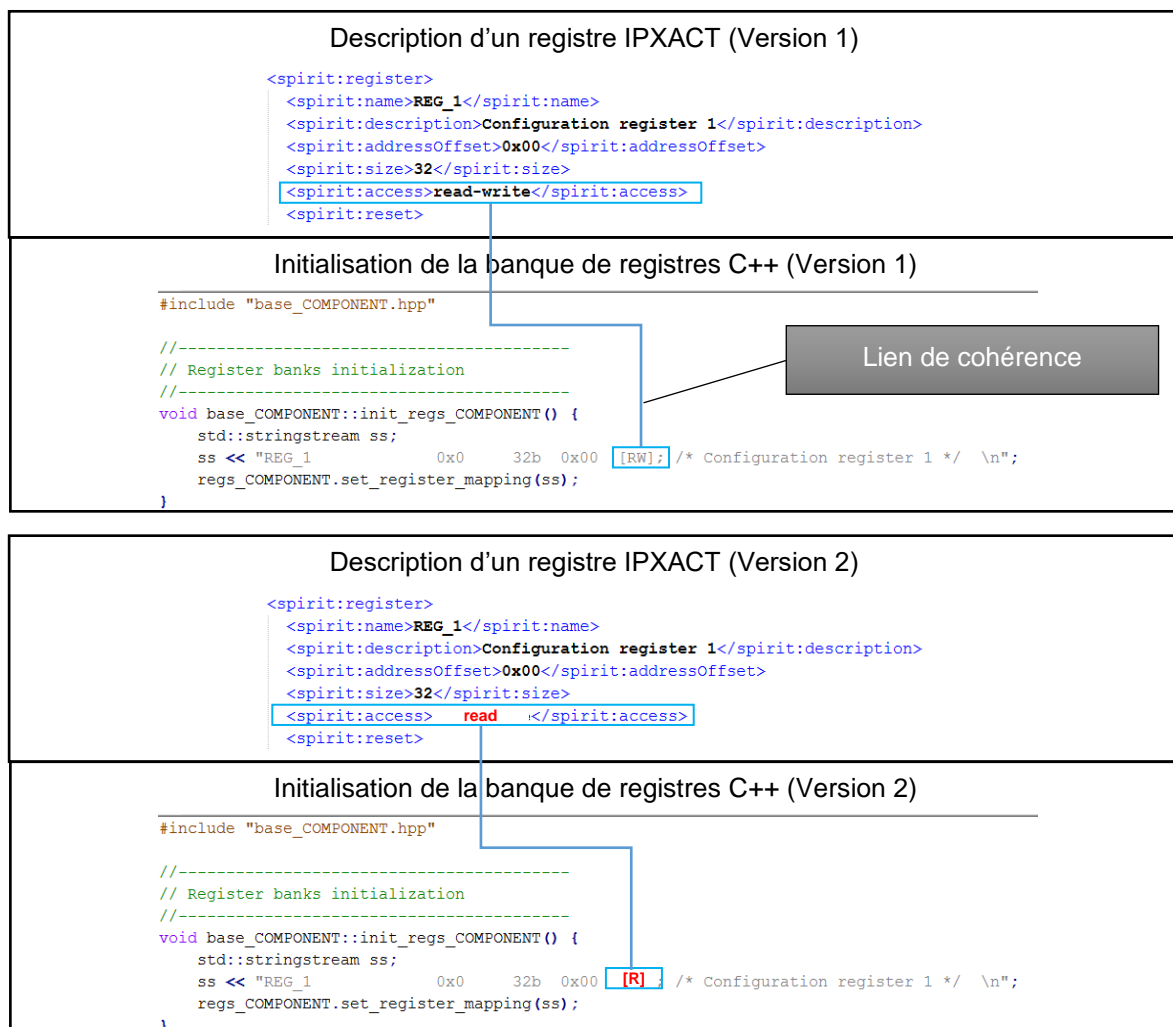 Description d'un registre IPXACT (Version 1)
<spirit:register>
<spirit:name>REG_1</spirit:name>
<spirit:description>Configuration register 1</spirit:description>
<spirit:addressOffset>0x00</spirit:addressOffset>
<spirit:size>32</spirit:size>
<spirit:access>read-write</spirit:access>
<spirit:reset>
Initialisation de la banque de registres C++ (Version 1)
#include "base_COMPONENT.hpp"
//-----------------------------------------
// Register banks initialization
//-----------------------------------------
void base_COMPONENT::init_regs_COMPONENT() {
std::stringstream ss;
ss << "REG_1 0x0 32b 0x00 [RW]; /* Configuration register 1 */ \n";
regs_COMPONENT.set_register_mapping(ss);
}
Lien de cohérence
Description d'un registre IPXACT (Version 2)
<spirit:register>
<spirit:name>REG_1</spirit:name>
<spirit:description>Configuration register 1</spirit:description>
<spirit:addressOffset>0x00</spirit:addressOffset>
<spirit:size>32</spirit:size>
<spirit:access> read </spirit:access>
<spirit:reset>
Initialisation de la banque de registres C++ (Version 2)
#include "base_COMPONENT.hpp"
//-----------------------------------------
// Register banks initialization
//-----------------------------------------
void base_COMPONENT::init_regs_COMPONENT() {
std::stringstream ss;
ss << "REG_1 0x0 32b 0x00 [R] ; /* Configuration register 1 */ \n";
regs_COMPONENT.set_register_mapping(ss);
}